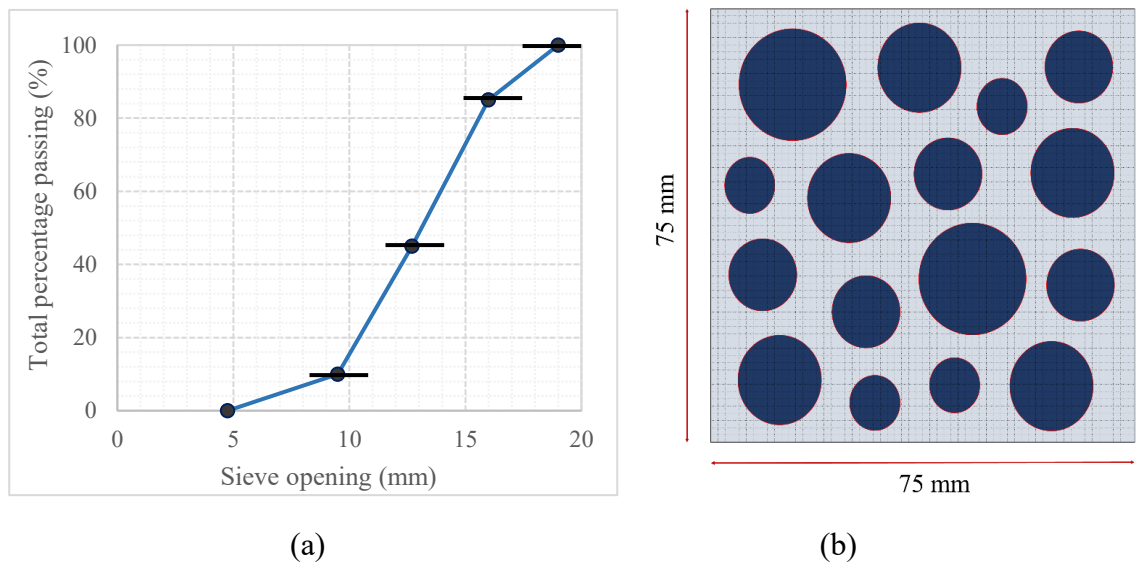 100
80
60
40
20
0
0 5 10 15 20
Total percentage passing (%)
Sieve opening (mm)
(a)
75 mm
75 mm
(b)